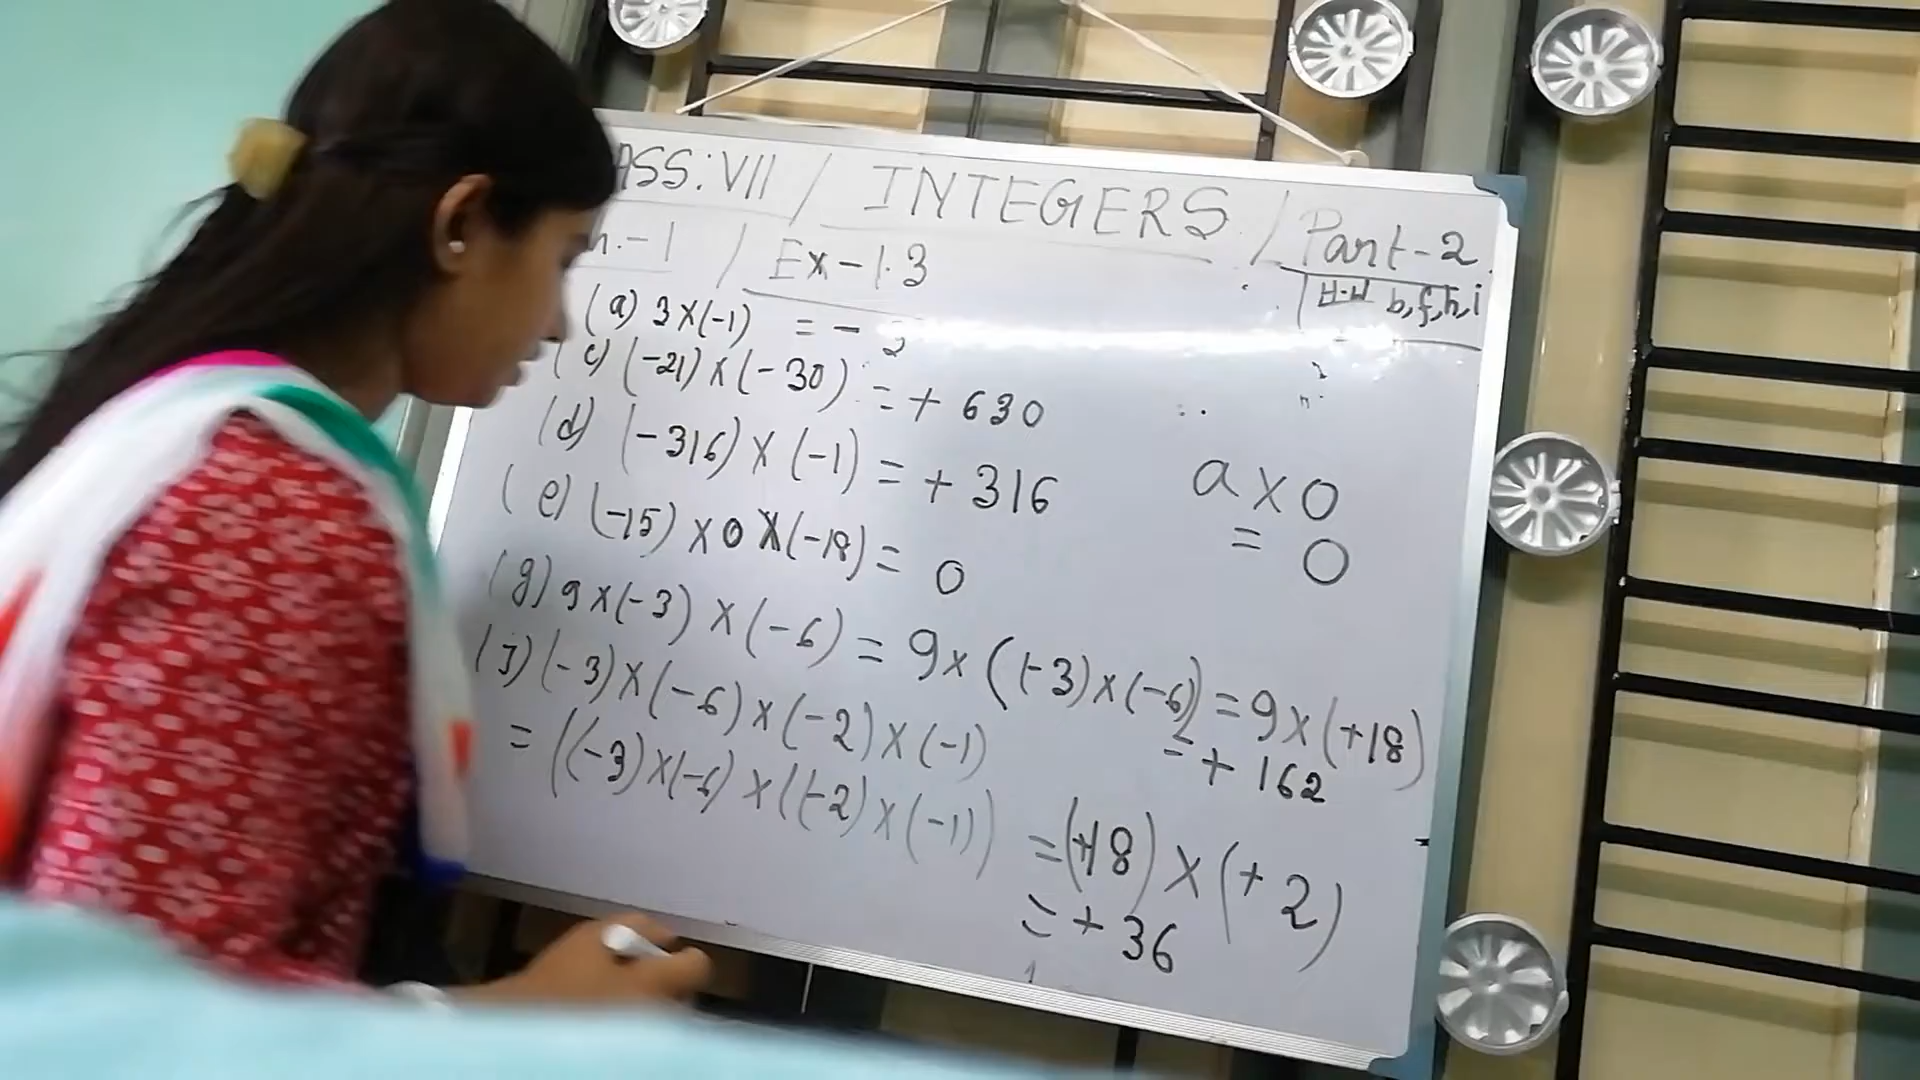 ASS: VII / INTEGERS / Part-2
h.-1 / Ex-1.3
H.W b,f,h,i
(a) 3×(-1) = -
(c) (-21)×(-30) = + 630
(d) (-316)×(-1) = + 316
(e) (-15)×0×(-18) = 0
a×0
= 0
(g) 9×(-3)×(-6) = 9×((-3)×(-6)) = 9×(+18)
= + 162
(j) (-3)×(-6)×(-2)×(-1)
= ((-3)×(-6)×((-2)×(-1)) = (+18)×(+2)
= + 36